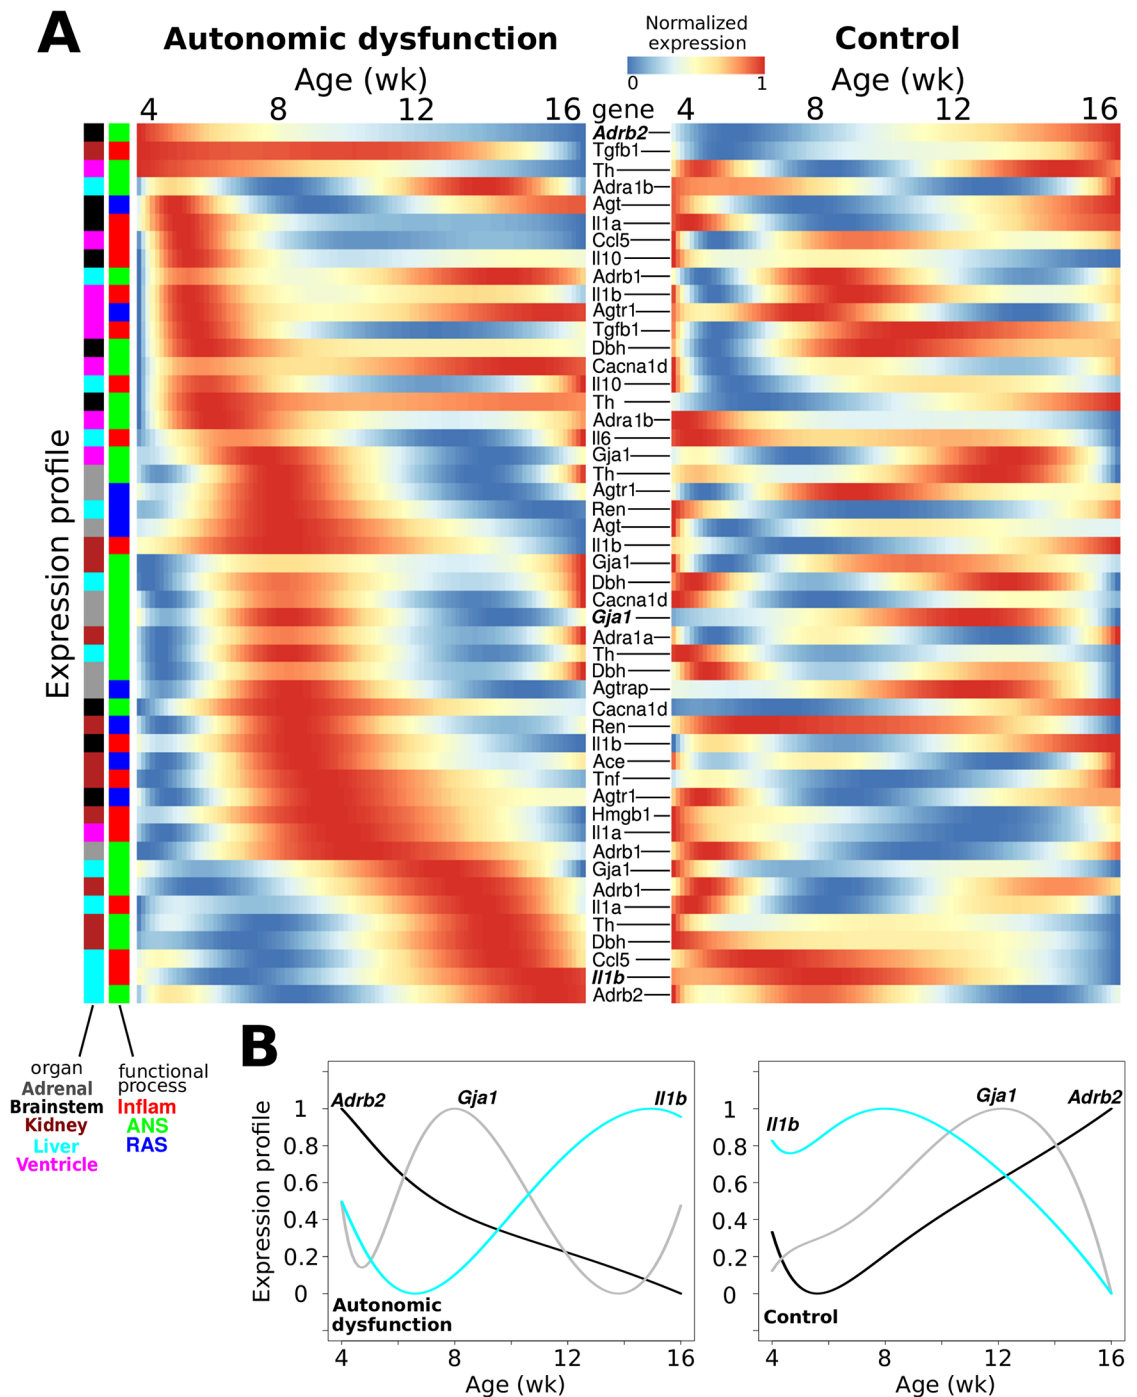 A
Autonomic dysfunction
Normalized
expression
Control
Age (wk)
0 1
Age (wk)
4 8 12 16
gene
4 8 12 16
Adrb2
Tgfb1
Th
Adra1b
Agt
Il1a
Ccl5
Il10
Adrb1
Il1b
Agtr1
Tgfb1
Dbh
Cacna1d
Il10
Th
Adra1b
Il6
Gja1
Th
Agtr1
Ren
Agt
Il1b
Gja1
Dbh
Cacna1d
Gja1
Adra1a
Th
Dbh
Agtrap
Cacna1d
Ren
Il1b
Ace
Tnf
Agtr1
Hmgb1
Il1a
Adrb1
Gja1
Adrb1
Il1a
Th
Dbh
Ccl5
Il1b
Adrb2
Expression profile
organ
Adrenal
Brainstem
Kidney
Liver
Ventricle
functional
process
Inflam
ANS
RAS
B
Expression profile
1
0.8
0.6
0.4
0.2
0
Adrb2
Gja1
Il1b
Autonomic
dysfunction
4 8 12 16
Age (wk)
1
0.8
0.6
0.4
0.2
0
Il1b
Gja1
Adrb2
Control
4 8 12 16
Age (wk)